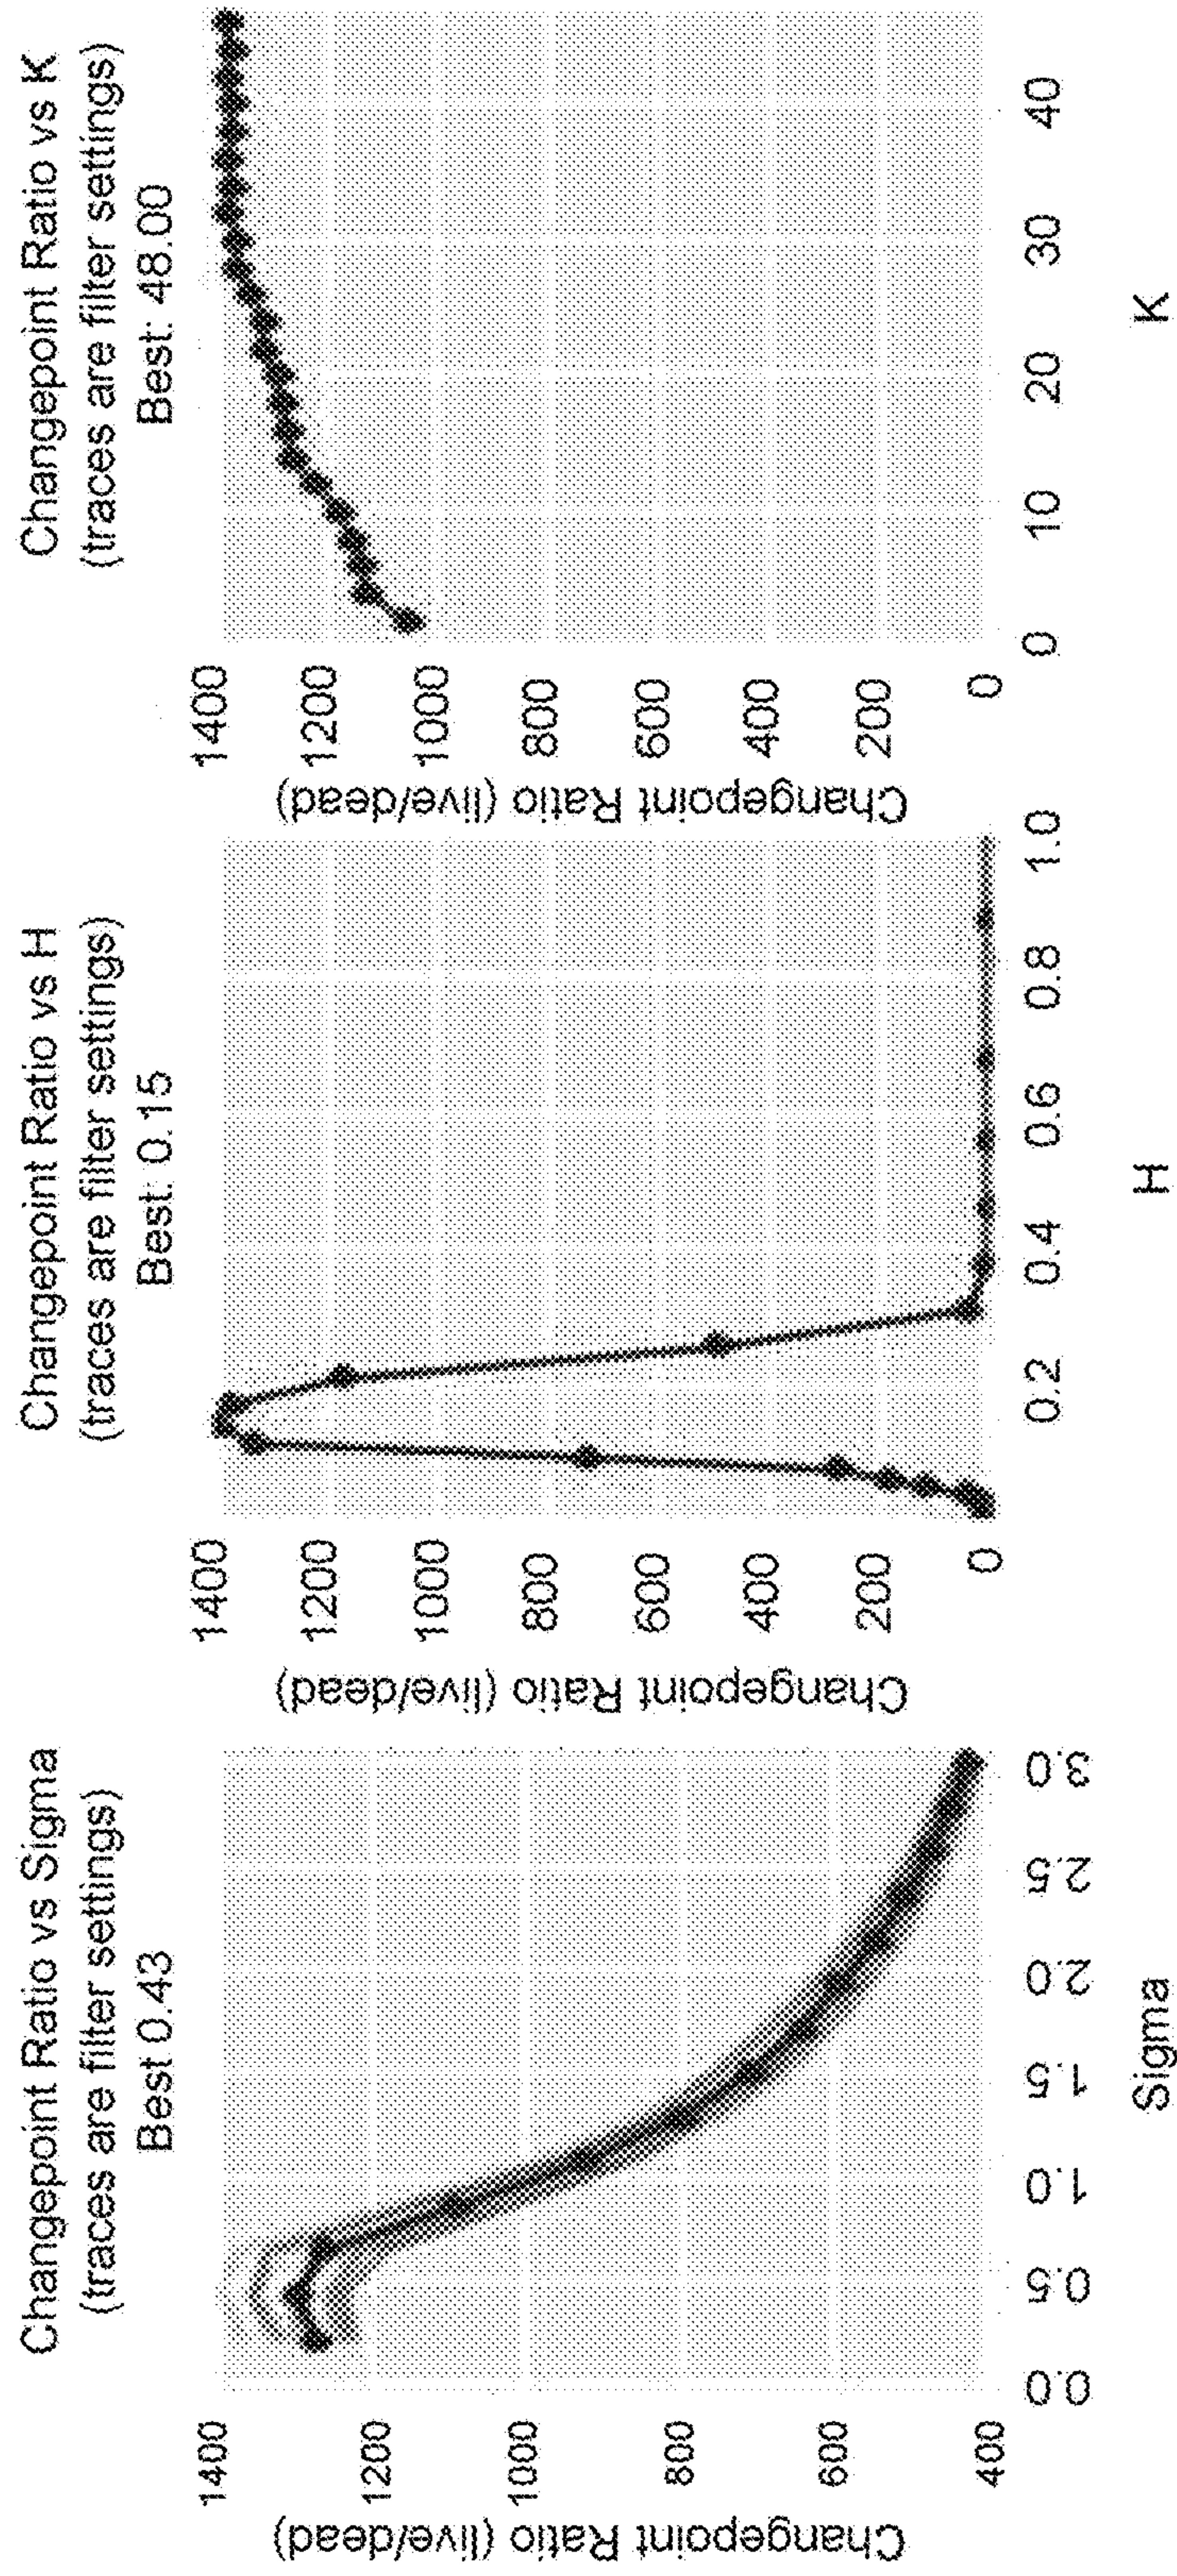 Changepoint Ratio vs Sigma
(traces are filter settings)
Best 0.43
Changepoint Ratio (live/dead)
1400
1200
1000
800
600
400
0.0
0.5
1.0
1.5
2.0
2.5
3.0
Sigma
Changepoint Ratio vs H
(traces are filter settings)
Best: 0.15
Changepoint Ratio (live/dead)
1400
1200
1000
800
600
400
200
0
0.2
0.4
0.6
0.8
1.0
H
Changepoint Ratio vs K
(traces are filter settings)
Best: 48.00
Changepoint Ratio (live/dead)
1400
1200
1000
800
600
400
200
0
0
10
20
30
40
K